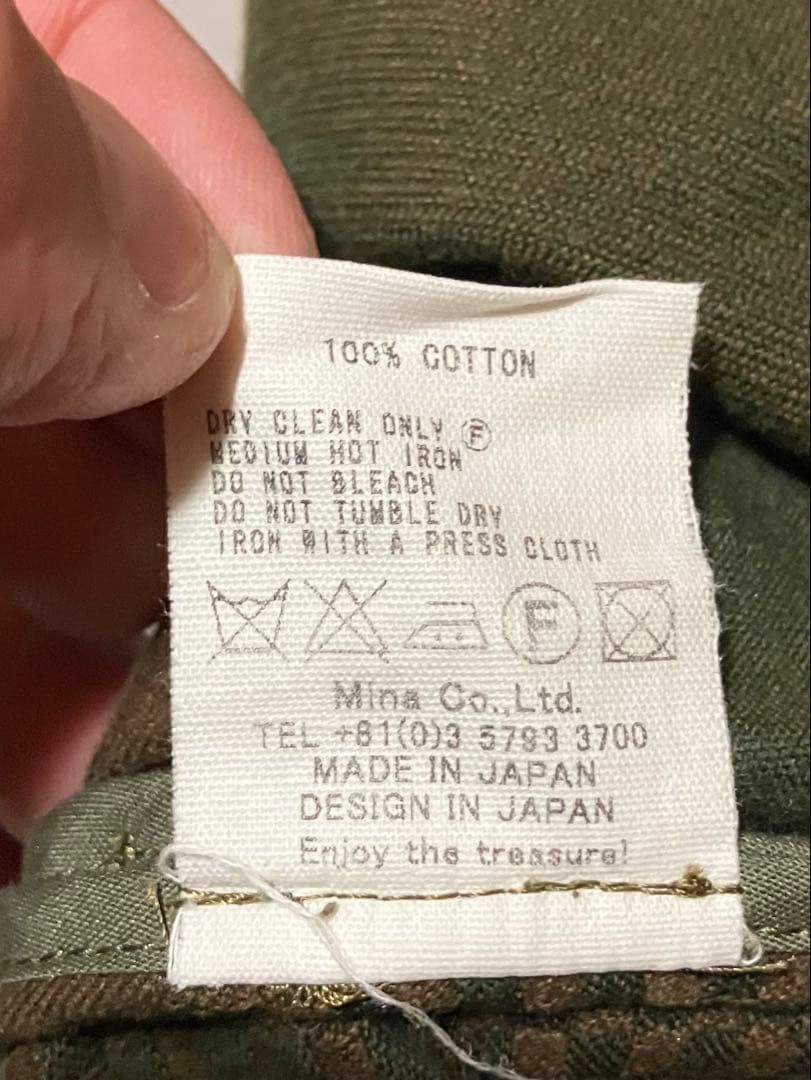 100% COTTON
DRY CLEAN ONLY Ⓕ
MEDIUM HOT IRON
DO NOT BLEACH
DO NOT TUMBLE DRY
IRON WITH A PRESS CLOTH
F
Mina Co.,Ltd.
TEL +81(0)3 5793 3700
MADE IN JAPAN
DESIGN IN JAPAN
Enjoy the treasure!